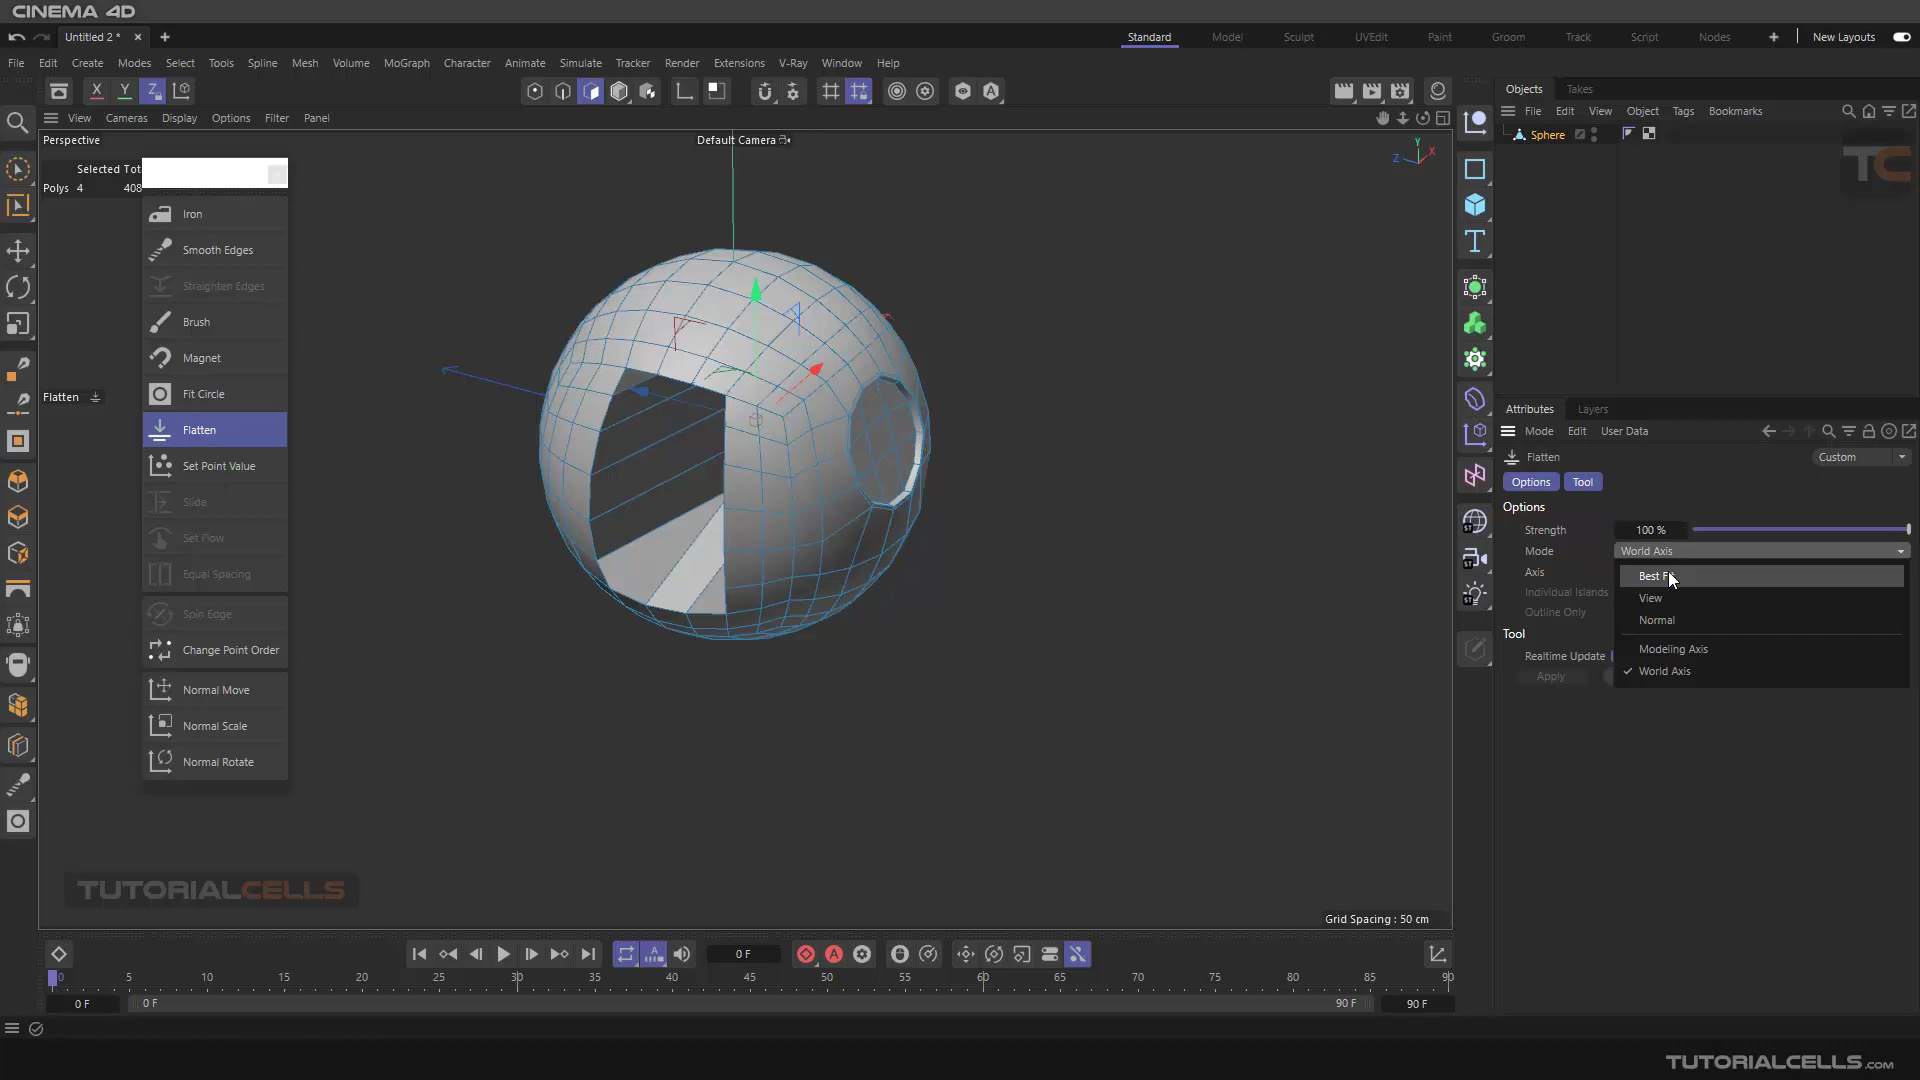 CINEMA 4D
Untitled 2 *
Standard Model Sculpt UVEdit Paint Groom Track Script Nodes New Layouts
File Edit Create Modes Select Tools Spline Mesh Volume MoGraph Character Animate Simulate Tracker Render Extensions V-Ray Window Help
X Y Z
Objects Takes
File Edit View Object Tags Bookmarks
Sphere
View Cameras Display Options Filter Panel
Perspective
Default Camera
Y
X
Z
TC
Selected
Polys 4 408
Flatten
Iron
Smooth Edges
Straighten Edges
Brush
Magnet
Fit Circle
Flatten
Set Point Value
Slide
Set Flow
Equal Spacing
Spin Edge
Change Point Order
Normal Move
Normal Scale
Normal Rotate
Attributes Layers
Mode Edit User Data
Flatten
Custom
Options Tool
Options
Strength 100 %
Mode World Axis
Axis
Individual Islands
Outline Only
Best
View
Normal
Modeling Axis
World Axis
Tool
Realtime Update
Apply
ST
ST
ST
TUTORIALCELLS
Grid Spacing : 50 cm
0 F
0 5 10 15 20 25 30 35 40 45 50 55 60 65 70 75 80 85 90
0 F 0 F 90 F 90 F
TUTORIALCELLS.com